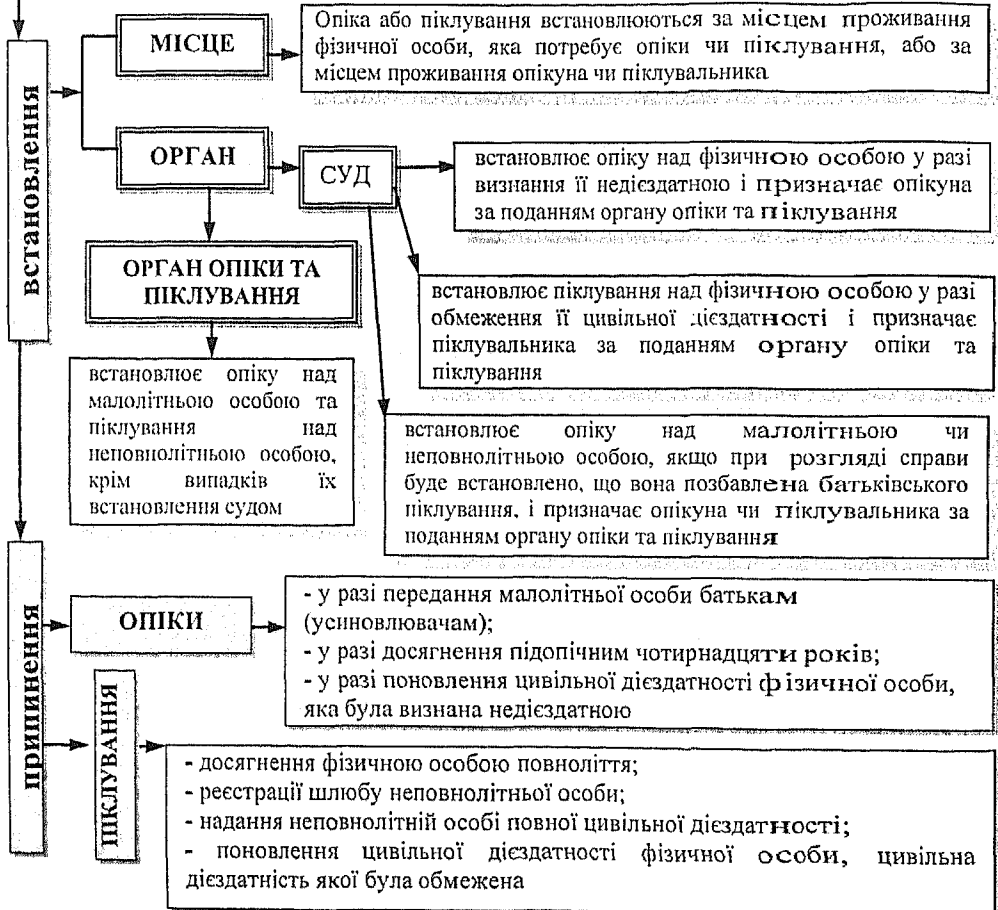 встановлення
МІСЦЕ
Опіка або піклування встановлюються за місцем проживання
фізичної особи, яка потребує опіки чи піклування, або за
місцем проживання опікуна чи піклувальника
ОРГАН
СУД
встановлює опіку над фізичною особою у разі
визнання її недієздатною і призначає опікуна
за поданням органу опіки та піклування
ОРГАН ОПІКИ ТА
ПІКЛУВАННЯ
встановлює піклування над фізичною особою у разі
обмеження її цивільної дієздатності і призначає
піклувальника за поданням органу опіки та
піклування
встановлює опіку над
малолітньою особою та
піклування над
неповнолітньою особою,
крім випадків їх
встановлення судом
встановлює опіку над малолітньою чи
неповнолітньою особою, якщо при розгляді справи
буде встановлено, що вона позбавлена батьківського
піклування, і призначає опікуна чи піклувальника за
поданням органу опіки та піклування
припинення
ОПІКИ
- у разі передання малолітньої особи батькам
(усиновлювачам);
- у разі досягнення підопічним чотирнадцяти років;
- у разі поновлення цивільної дієздатності фізичної особи,
яка була визнана недієздатною
ПІКЛУВАННЯ
- досягнення фізичною особою повноліття;
- реєстрації шлюбу неповнолітньої особи;
- надання неповнолітній особі повної цивільної дієздатності;
- поновлення цивільної дієздатності фізичної особи, цивільна
дієздатність якої була обмежена